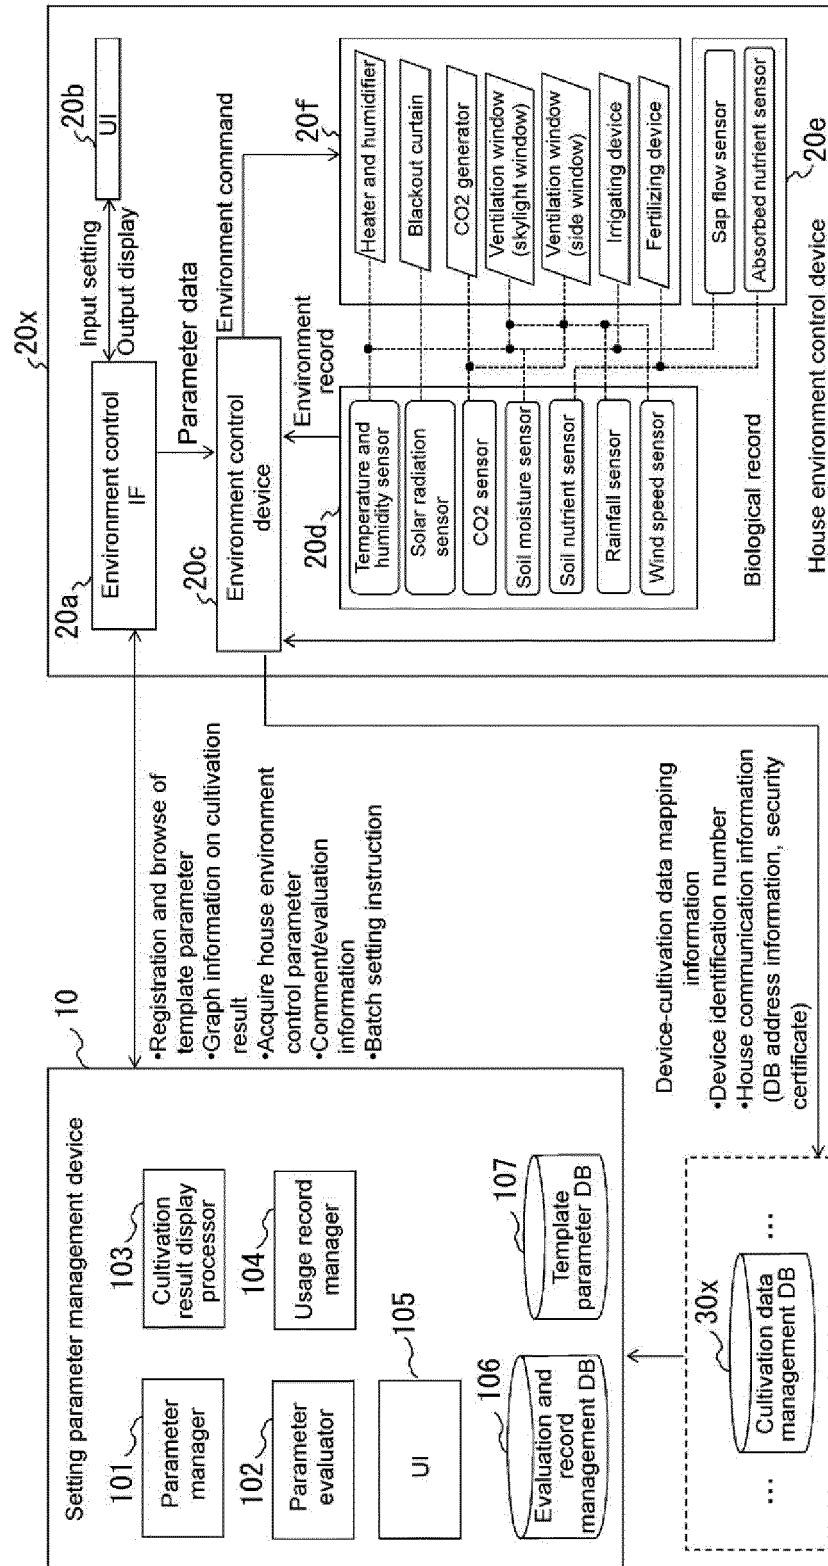 Setting parameter management device
10
101
Parameter
manager
103
Cultivation
result display
processor
102
Parameter
evaluator
104
Usage record
manager
105
UI
106
Evaluation and
record
management DB
107
Template
parameter DB
•Registration and browse of
template parameter
•Graph information on cultivation
result
•Acquire house environment
control parameter
•Comment/evaluation
information
•Batch setting instruction
Device-cultivation data mapping
information
•Device identification number
•House communication information
(DB address information, security
certificate)
...
30x
Cultivation data
management DB
...
20x
20a
Environment control
IF
Input setting
Output display
20b
UI
Parameter data
20c
Environment control
device
Environment command
Environment
record
20d
Temperature and
humidity sensor
Solar radiation
sensor
CO2 sensor
Soil moisture sensor
Soil nutrient sensor
Rainfall sensor
Wind speed sensor
20f
Heater and humidifier
Blackout curtain
CO2 generator
Ventilation window
(skylight window)
Ventilation window
(side window)
Irrigating device
Fertilizing device
Sap flow sensor
Absorbed nutrient sensor
20e
Biological record
House environment control device